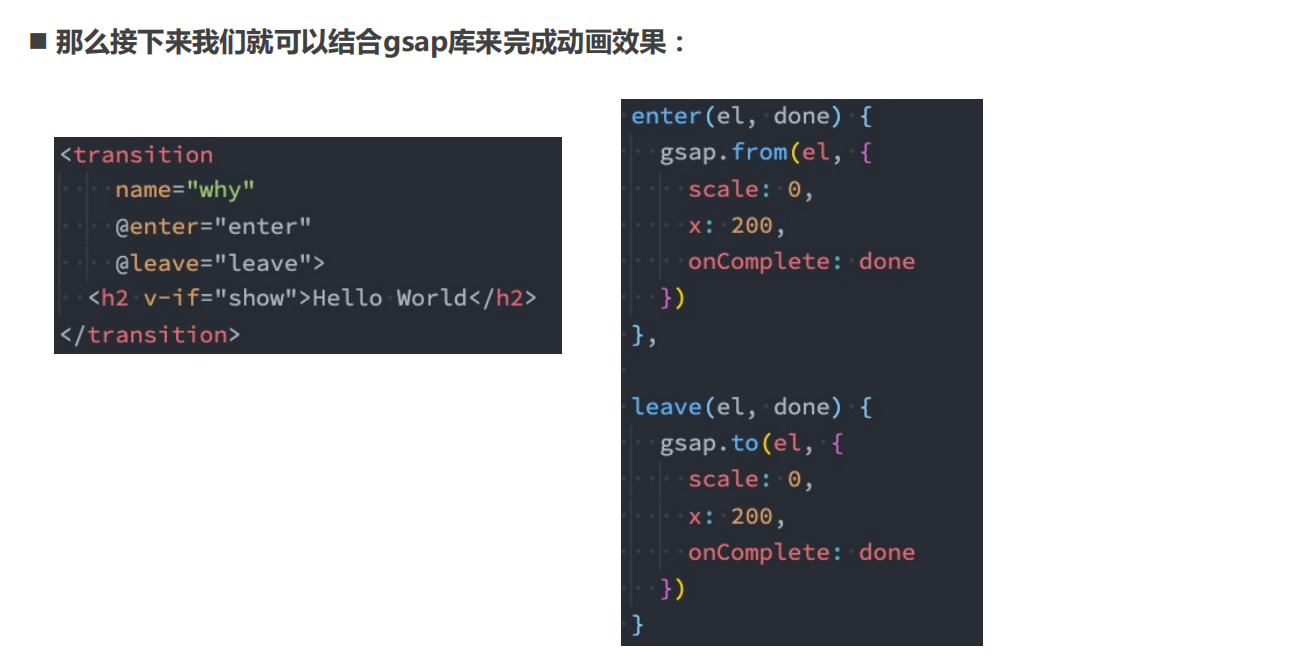 ■ 那么接下来我们就可以结合gsap库来完成动画效果：
<transition
name="why"
@enter="enter"
@leave="leave">
<h2 v-if="show">Hello World</h2>
</transition>
enter(el, done) {
gsap.from(el, {
scale: 0,
x: 200,
onComplete: done
})
},
leave(el, done) {
gsap.to(el, {
scale: 0,
x: 200,
onComplete: done
})
}